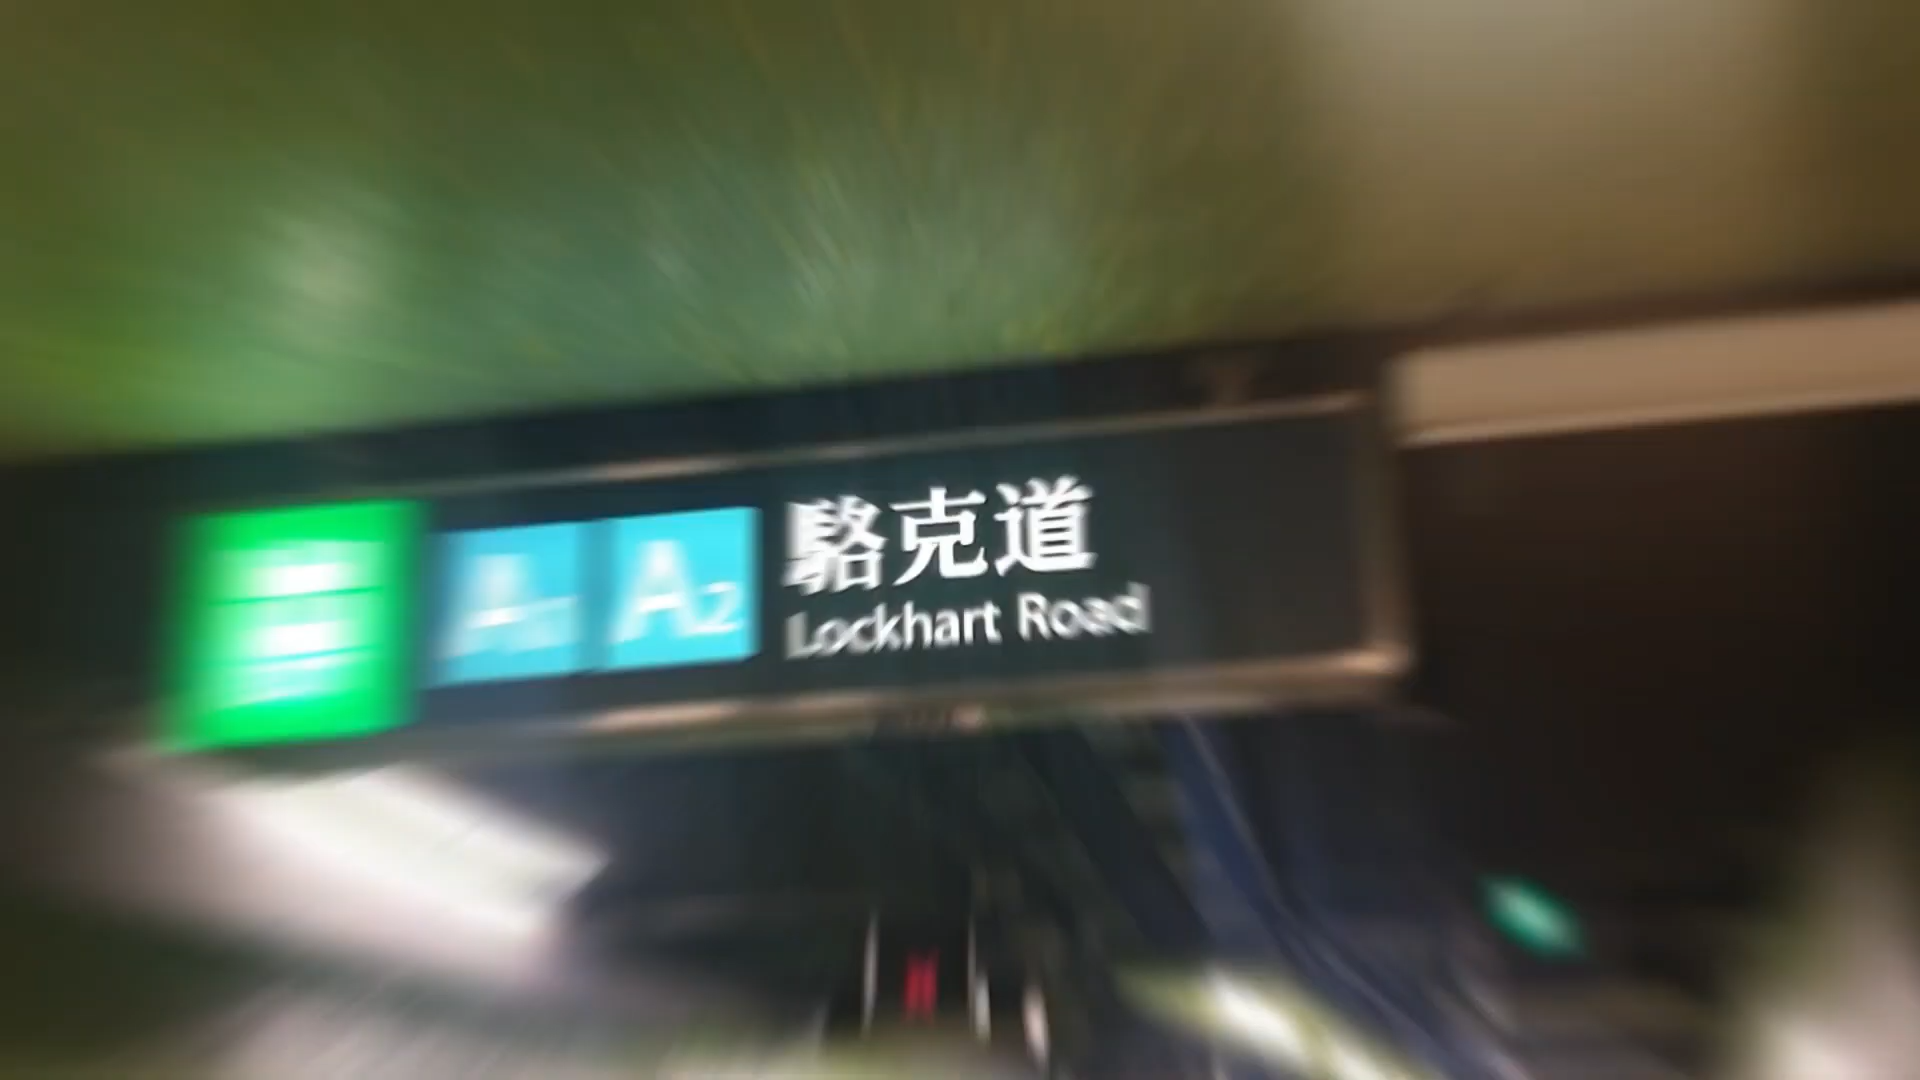 A2
駱克道
Lockhart Road